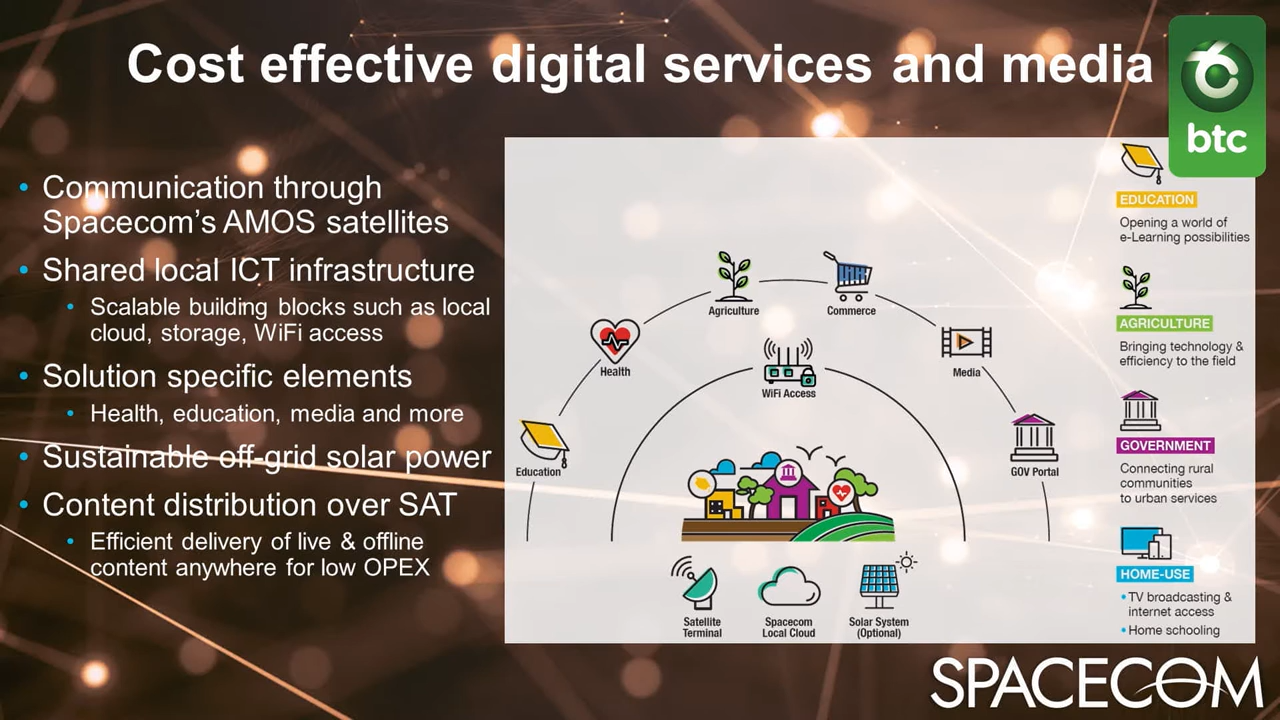 Cost effective digital services and media
btc
• Communication through
Spacecom's AMOS satellites
• Shared local ICT infrastructure
• Scalable building blocks such as local
cloud, storage, WiFi access
• Solution specific elements
• Health, education, media and more
• Sustainable off-grid solar power
• Content distribution over SAT
• Efficient delivery of live & offline
content anywhere for low OPEX
Agriculture
Commerce
Health
Media
WiFi Access
Education
GOV Portal
Satellite
Terminal
Spacecom
Local Cloud
Solar System
(Optional)
EDUCATION
Opening a world of
e-Learning possibilities
AGRICULTURE
Bringing technology &
efficiency to the field
GOVERNMENT
Connecting rural
communities
to urban services
HOME-USE
• TV broadcasting &
internet access
• Home schooling
SPACECOM